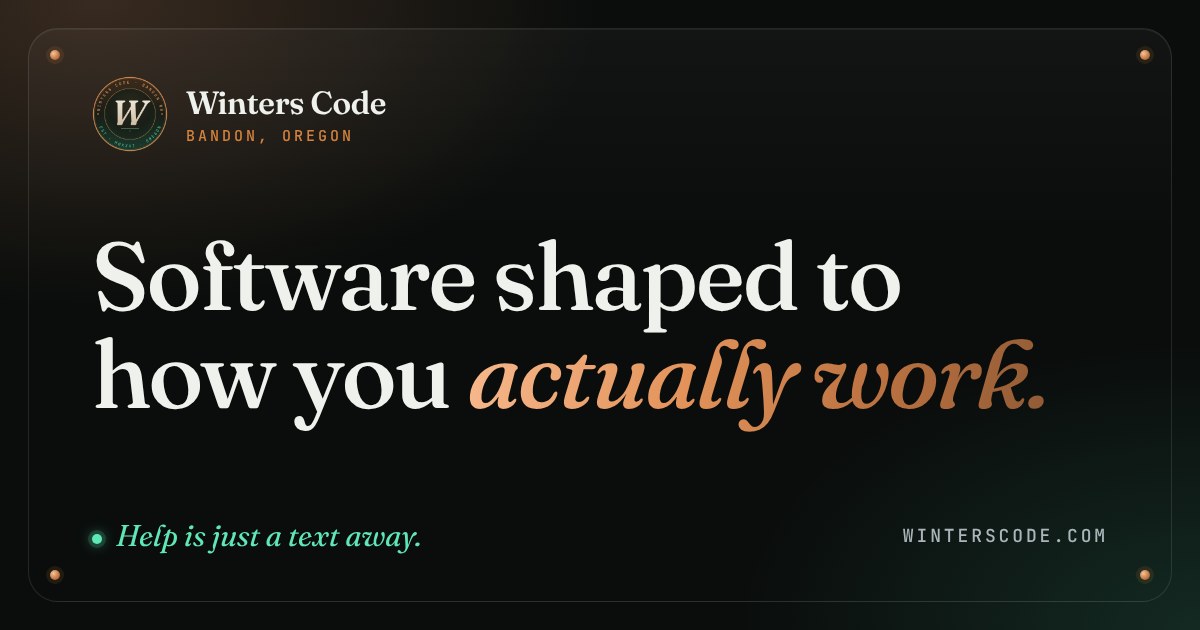 W
Winters Code
BANDON, OREGON
Software shaped to
how you actually work.
Help is just a text away.
WINTERSCODE.COM